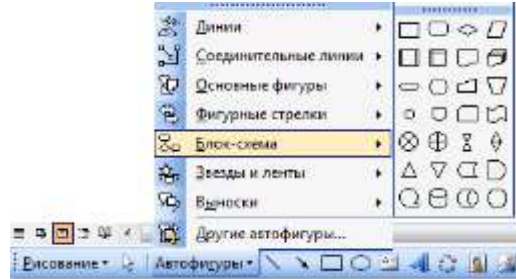 Линии
Соединительные линии
Основные фигуры
Фигурные стрелки
Блок-схема
Звезды и ленты
Выноски
Другие автофигуры...
Рисование Автофигуры